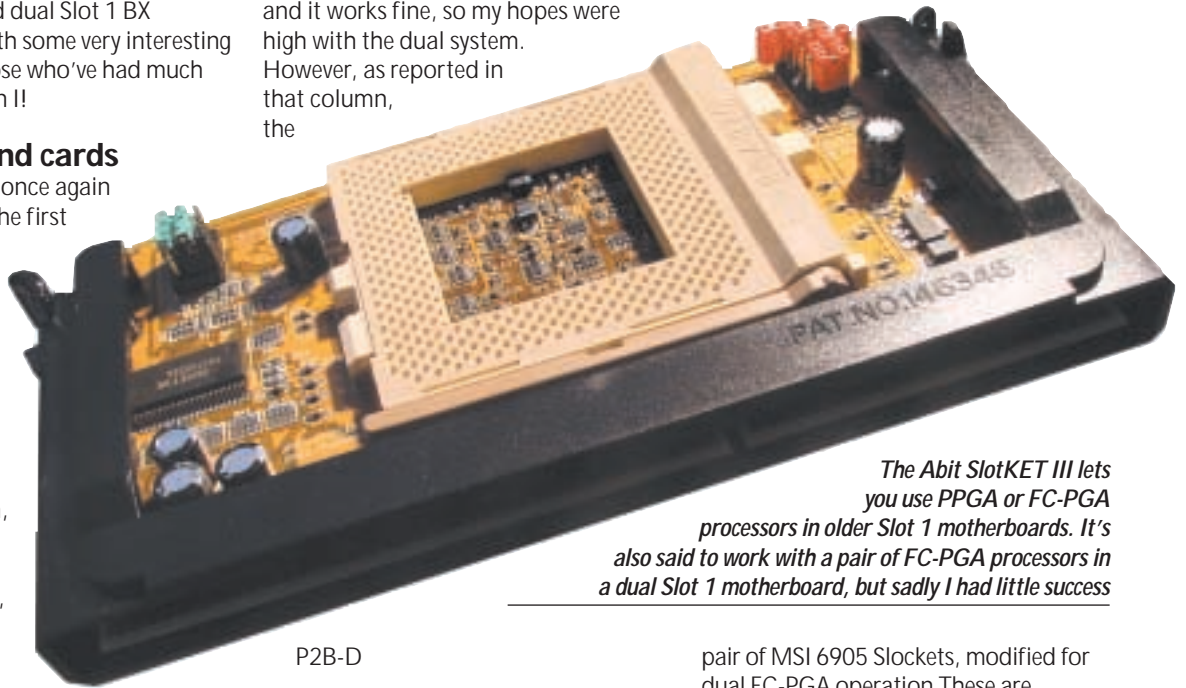 d dual Slot 1 BX
th some very interesting
ose who've had much
n I!
nd cards
once again
he first
and it works fine, so my hopes were
high with the dual system.
However, as reported in
that column,
the
PAT.NO.146346
The Abit SlotKET III lets
you use PPGA or FC-PGA
processors in older Slot 1 motherboards. It's
also said to work with a pair of FC-PGA processors in
a dual Slot 1 motherboard, but sadly I had little success
P2B-D
pair of MSI 6905 Slockets, modified for